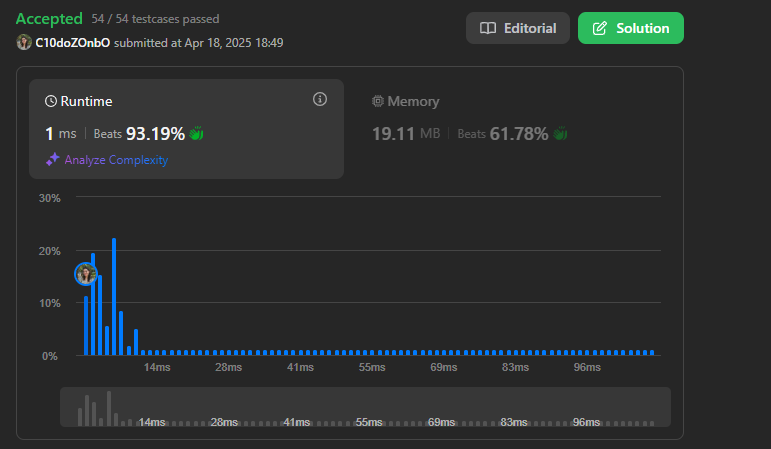 Accepted 54 / 54 testcases passed
C10doZOnbO submitted at Apr 18, 2025 18:49
Editorial
Solution
Runtime
1 ms | Beats 93.19%
Analyze Complexity
Memory
19.11 MB | Beats 61.78%
30%
20%
10%
0%
14ms 28ms 41ms 55ms 69ms 83ms 96ms
14ms 28ms 41ms 55ms 69ms 83ms 96ms